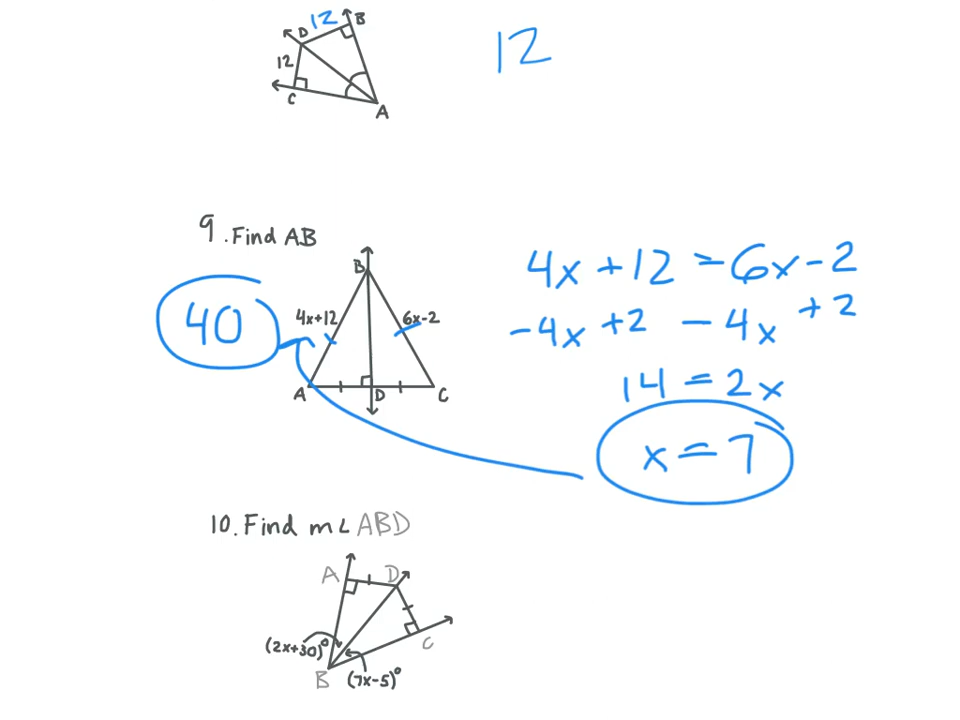 12 B
D 12
12
C
A
9. Find AB
B
4x+12 6x-2
40
A D C
4x + 12 = 6x - 2
-4x +2 -4x +2
14 = 2x
x = 7
10. Find m∠ABD
A D
(2x+30)°
C
B (7x-5)°